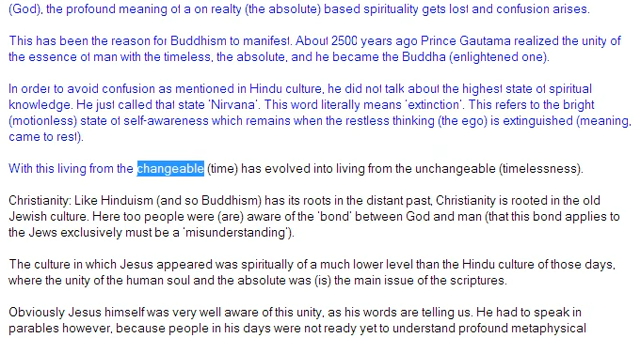 (God), the profound meaning of a on realty (the absolute) based spirituality gets lost and confusion arises.
This has been the reason for Buddhism to manifest. About 2500 years ago Prince Gautama realized the unity of
the essence of man with the timeless, the absolute, and he became the Buddha (enlightened one).
In order to avoid confusion as mentioned in Hindu culture, he did not talk about the highest state of spiritual
knowledge. He just called that state 'Nirvana'. This word literally means 'extinction'. This refers to the bright
(motionless) state of self-awareness which remains when the restless thinking (the ego) is extinguished (meaning,
came to rest).
With this living from the changeable (time) has evolved into living from the unchangeable (timelessness).
Christianity: Like Hinduism (and so Buddhism) has its roots in the distant past, Christianity is rooted in the old
Jewish culture. Here too people were (are) aware of the 'bond' between God and man (that this bond applies to
the Jews exclusively must be a 'misunderstanding').
The culture in which Jesus appeared was spiritually of a much lower level than the Hindu culture of those days,
where the unity of the human soul and the absolute was (is) the main issue of the scriptures.
Obviously Jesus himself was very well aware of this unity, as his words are telling us. He had to speak in
parables however, because people in his days were not ready yet to understand profound metaphysical